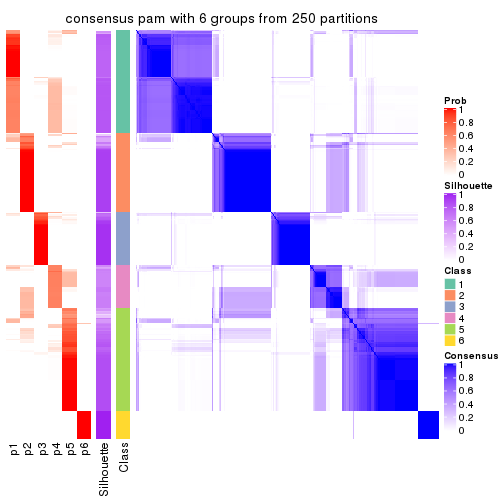 consensus pam with 6 groups from 250 partitions
Prob
1
0.8
0.6
0.4
0.2
0
Silhouette
1
0.8
0.6
0.4
0.2
0
Class
1
2
3
4
5
6
Consensus
1
0.8
0.6
0.4
0.2
0
p1
p2
p3
p4
p5
p6
Silhouette
Class